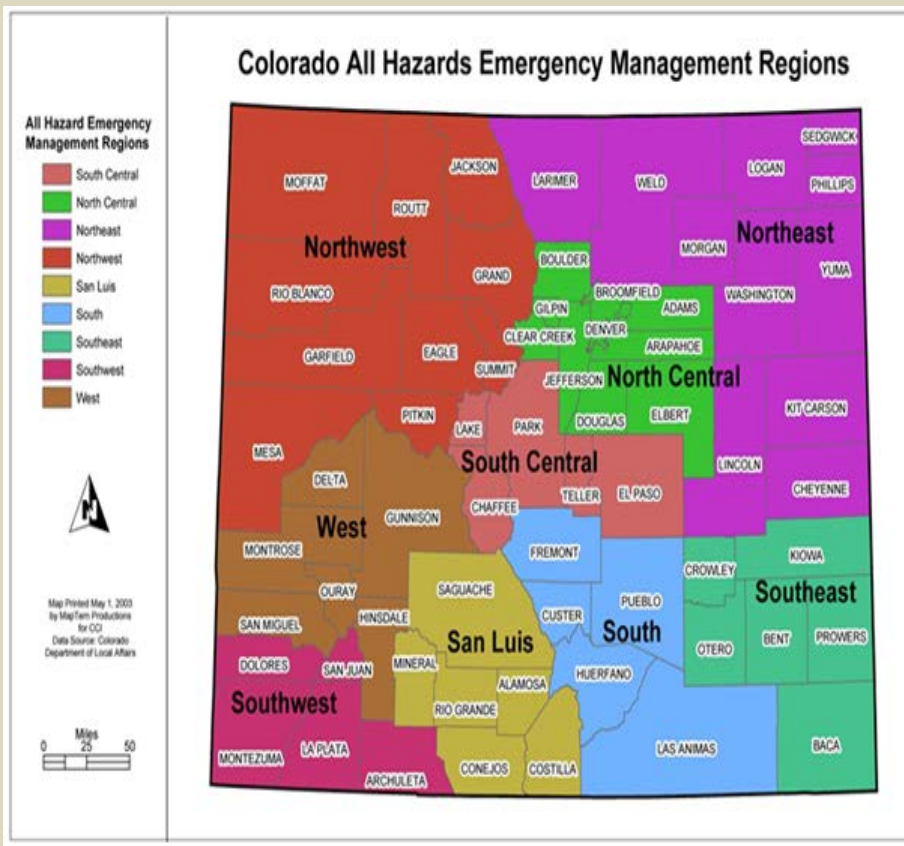 Colorado All Hazards Emergency Management Regions
All Hazard Emergency
Management Regions
South Central
North Central
Northeast
Northwest
San Luis
South
Southeast
Southwest
West
N
Map Printed May 1, 2003
by MapTern Productions
for CCI
Data Source: Colorado
Department of Local Affairs
Miles
0 25 50
SEDGWICK
JACKSON
LOGAN
MOFFAT
LARIMER
WELD
PHILLIPS
ROUTT
Northwest
MORGAN
Northeast
BOULDER
GRAND
YUMA
RIO BLANCO
BROOMFIELD
WASHINGTON
GILPIN
ADAMS
DENVER
CLEAR CREEK
ARAPAHOE
GARFIELD
EAGLE
SUMMIT
JEFFERSON
North Central
PITKIN
LAKE
PARK
DOUGLAS
ELBERT
KIT CARSON
MESA
South Central
LINCOLN
DELTA
TELLER
EL PASO
CHEYENNE
CHAFFEE
GUNNISON
West
MONTROSE
FREMONT
KIOWA
CROWLEY
OURAY
SAGUACHE
Southeast
HINSDALE
CUSTER
PUEBLO
SAN MIGUEL
South
BENT
PROWERS
San Luis
OTERO
DOLORES
SAN JUAN
MINERAL
HUERFANO
ALAMOSA
Southwest
RIO GRANDE
LA PLATA
LAS ANIMAS
BACA
MONTEZUMA
CONEJOS
COSTILLA
ARCHULETA